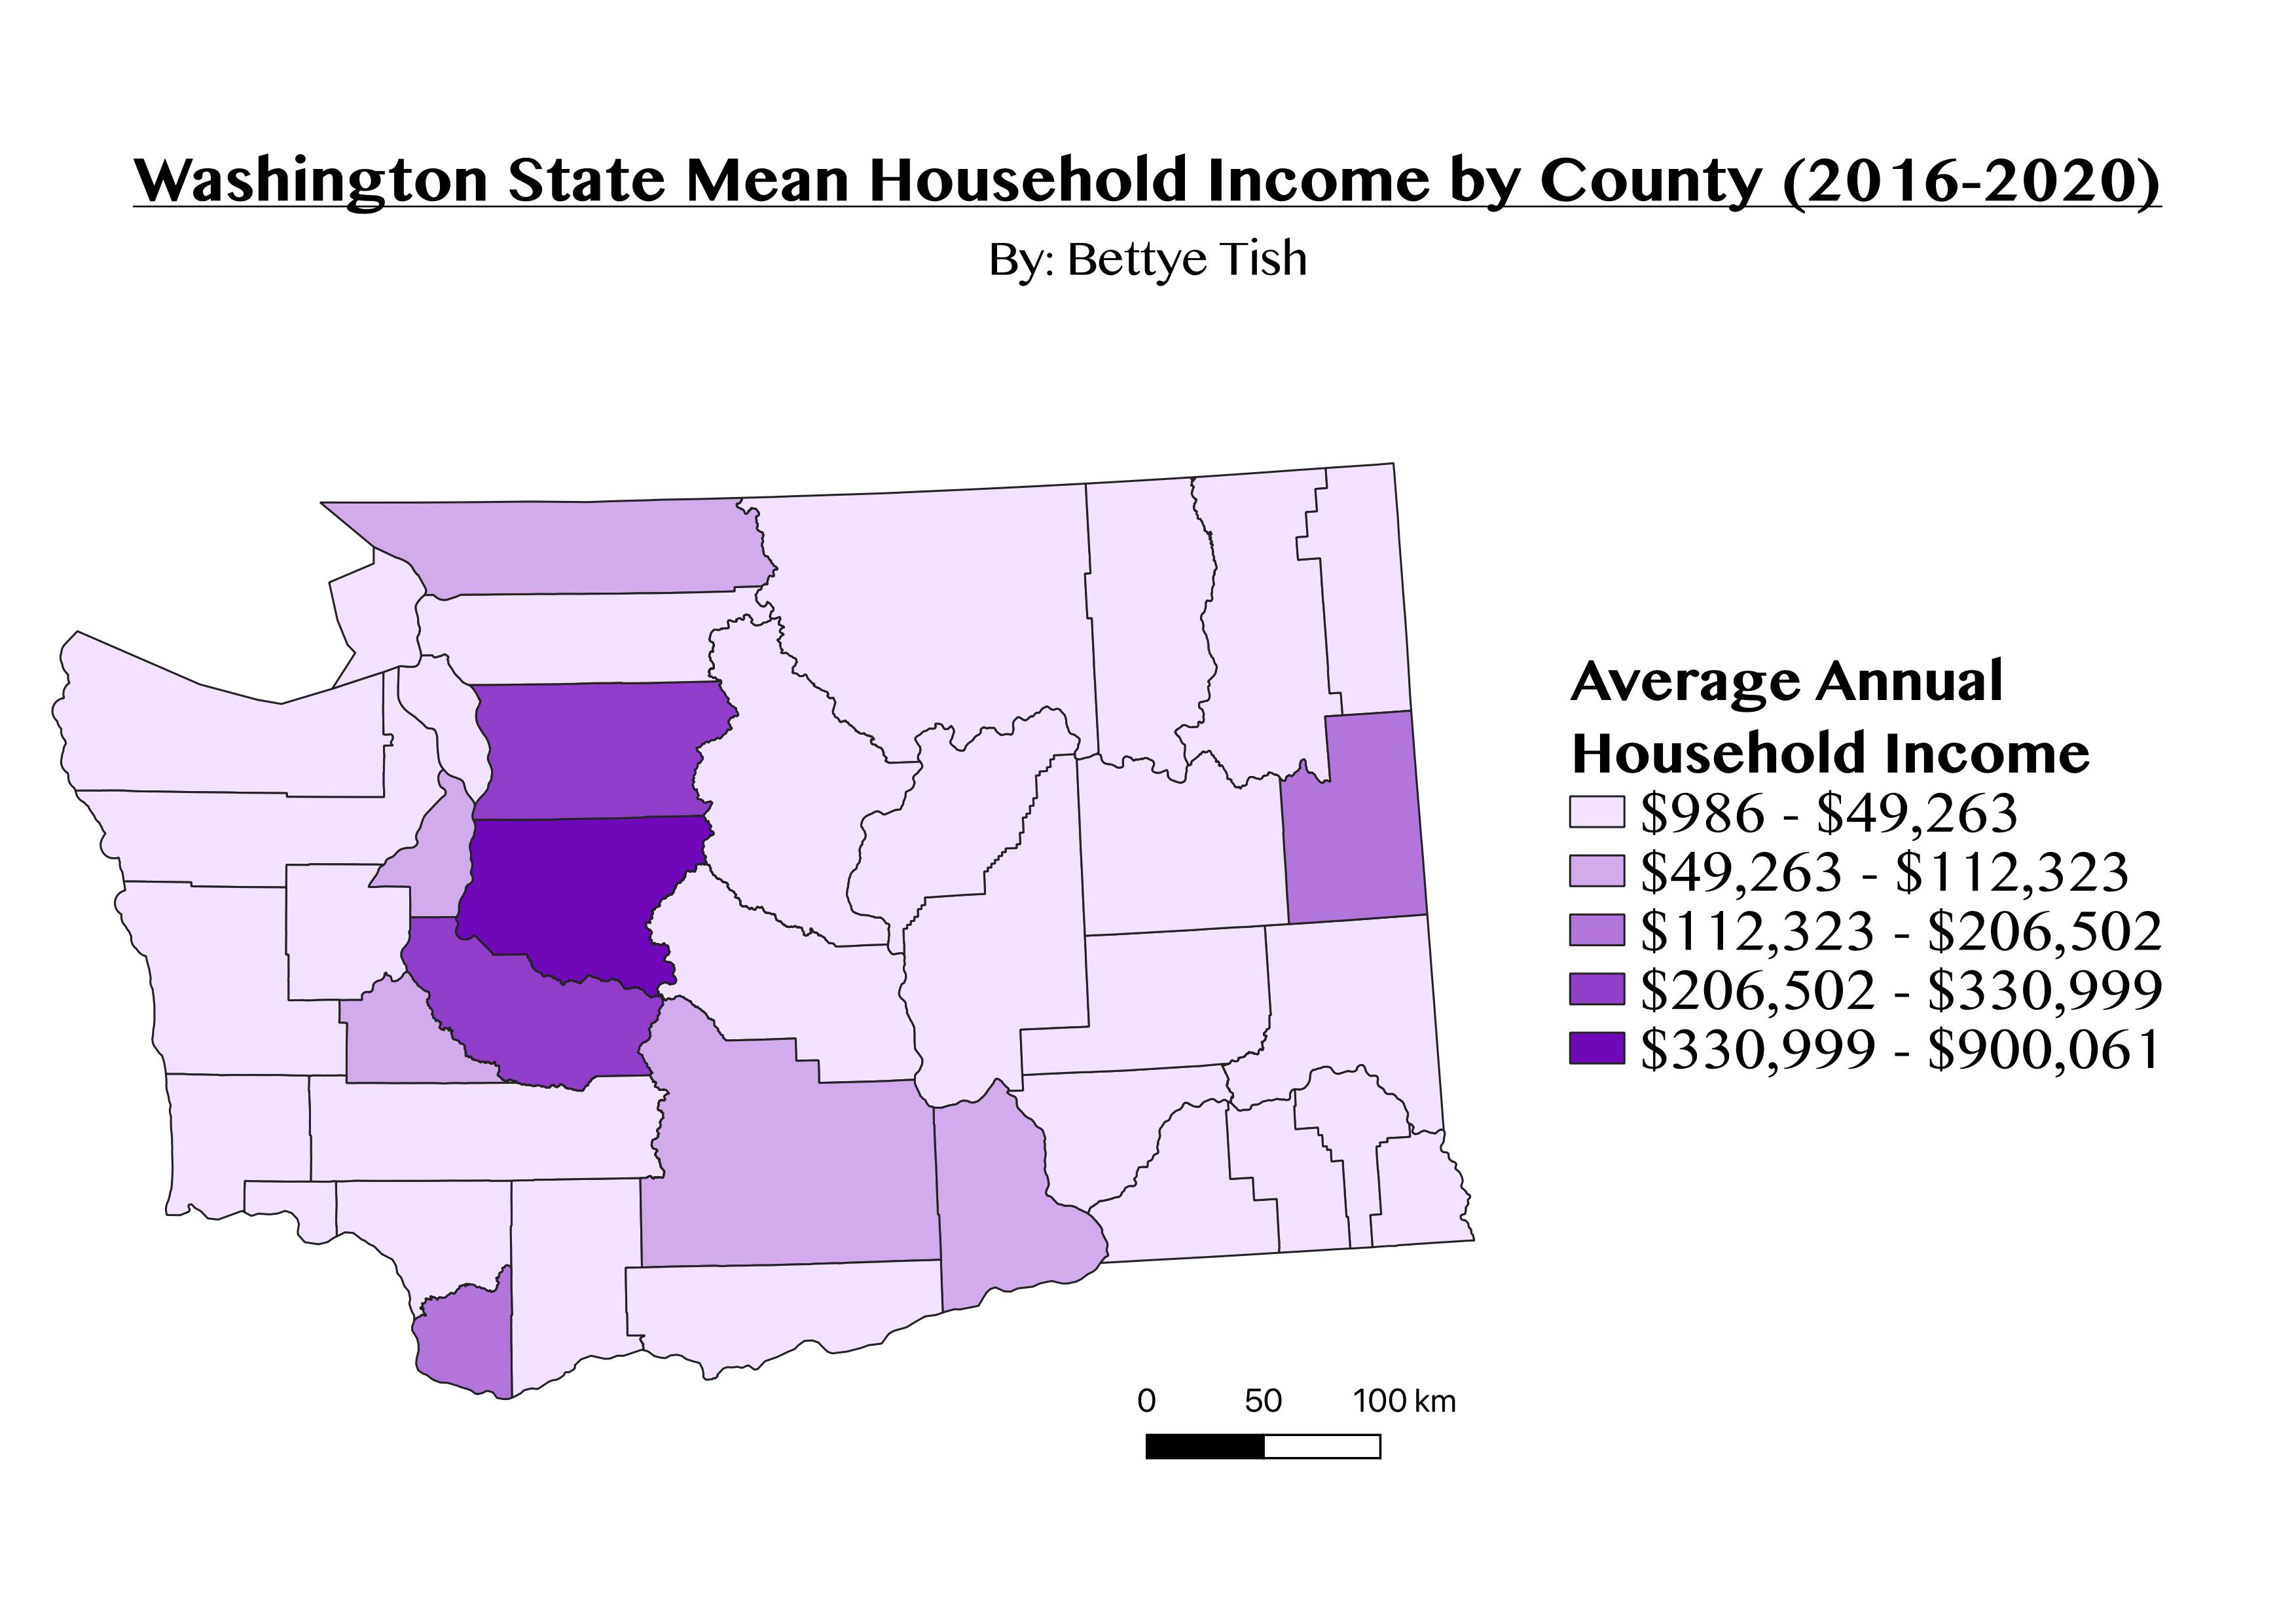 Washington State Mean Household Income by County (2016-2020)
By: Bettye Tish
Average Annual
Household Income
$986 - $49,263
$49,263 - $112,323
$112,323 - $206,502
$206,502 - $330,999
$330,999 - $900,061
0 50 100 km